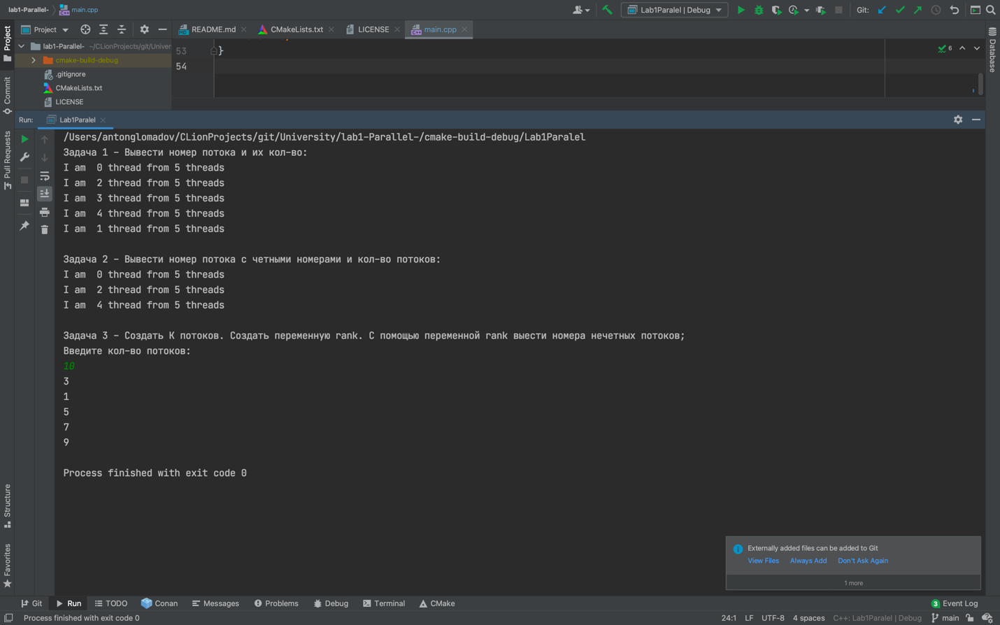 lab1-Parallel- main.cpp Lab1Paralel | Debug Git:
Project README.md CMakeLists.txt LICENSE main.cpp
Project
lab1-Parallel- ~/CLionProjects/git/Univer
cmake-build-debug
.gitignore
CMakeLists.txt
LICENSE
53 }
54
6
Database
Commit
Pull Requests
Run: Lab1Paralel
/Users/antonglomadov/CLionProjects/git/University/lab1-Parallel-/cmake-build-debug/Lab1Paralel
Задача 1 - Вывести номер потока и их кол-во:
I am  0 thread from 5 threads
I am  2 thread from 5 threads
I am  3 thread from 5 threads
I am  4 thread from 5 threads
I am  1 thread from 5 threads
Задача 2 - Вывести номер потока с четными номерами и кол-во потоков:
I am  0 thread from 5 threads
I am  2 thread from 5 threads
I am  4 thread from 5 threads
Задача 3 - Создать К потоков. Создать переменную rank. С помощью переменной rank выести номера нечетных потоков;
Введите кол-во потоков:
10
3
1
5
7
9
Process finished with exit code 0
Structure
Favorites
Externally added files can be added to Git
View Files Always Add Don't Ask Again
1 more
Git Run TODO Conan Messages Problems Debug Terminal CMake 3 Event Log
Process finished with exit code 0 24:1 LF UTF-8 4 spaces C++: Lab1Paralel | Debug main